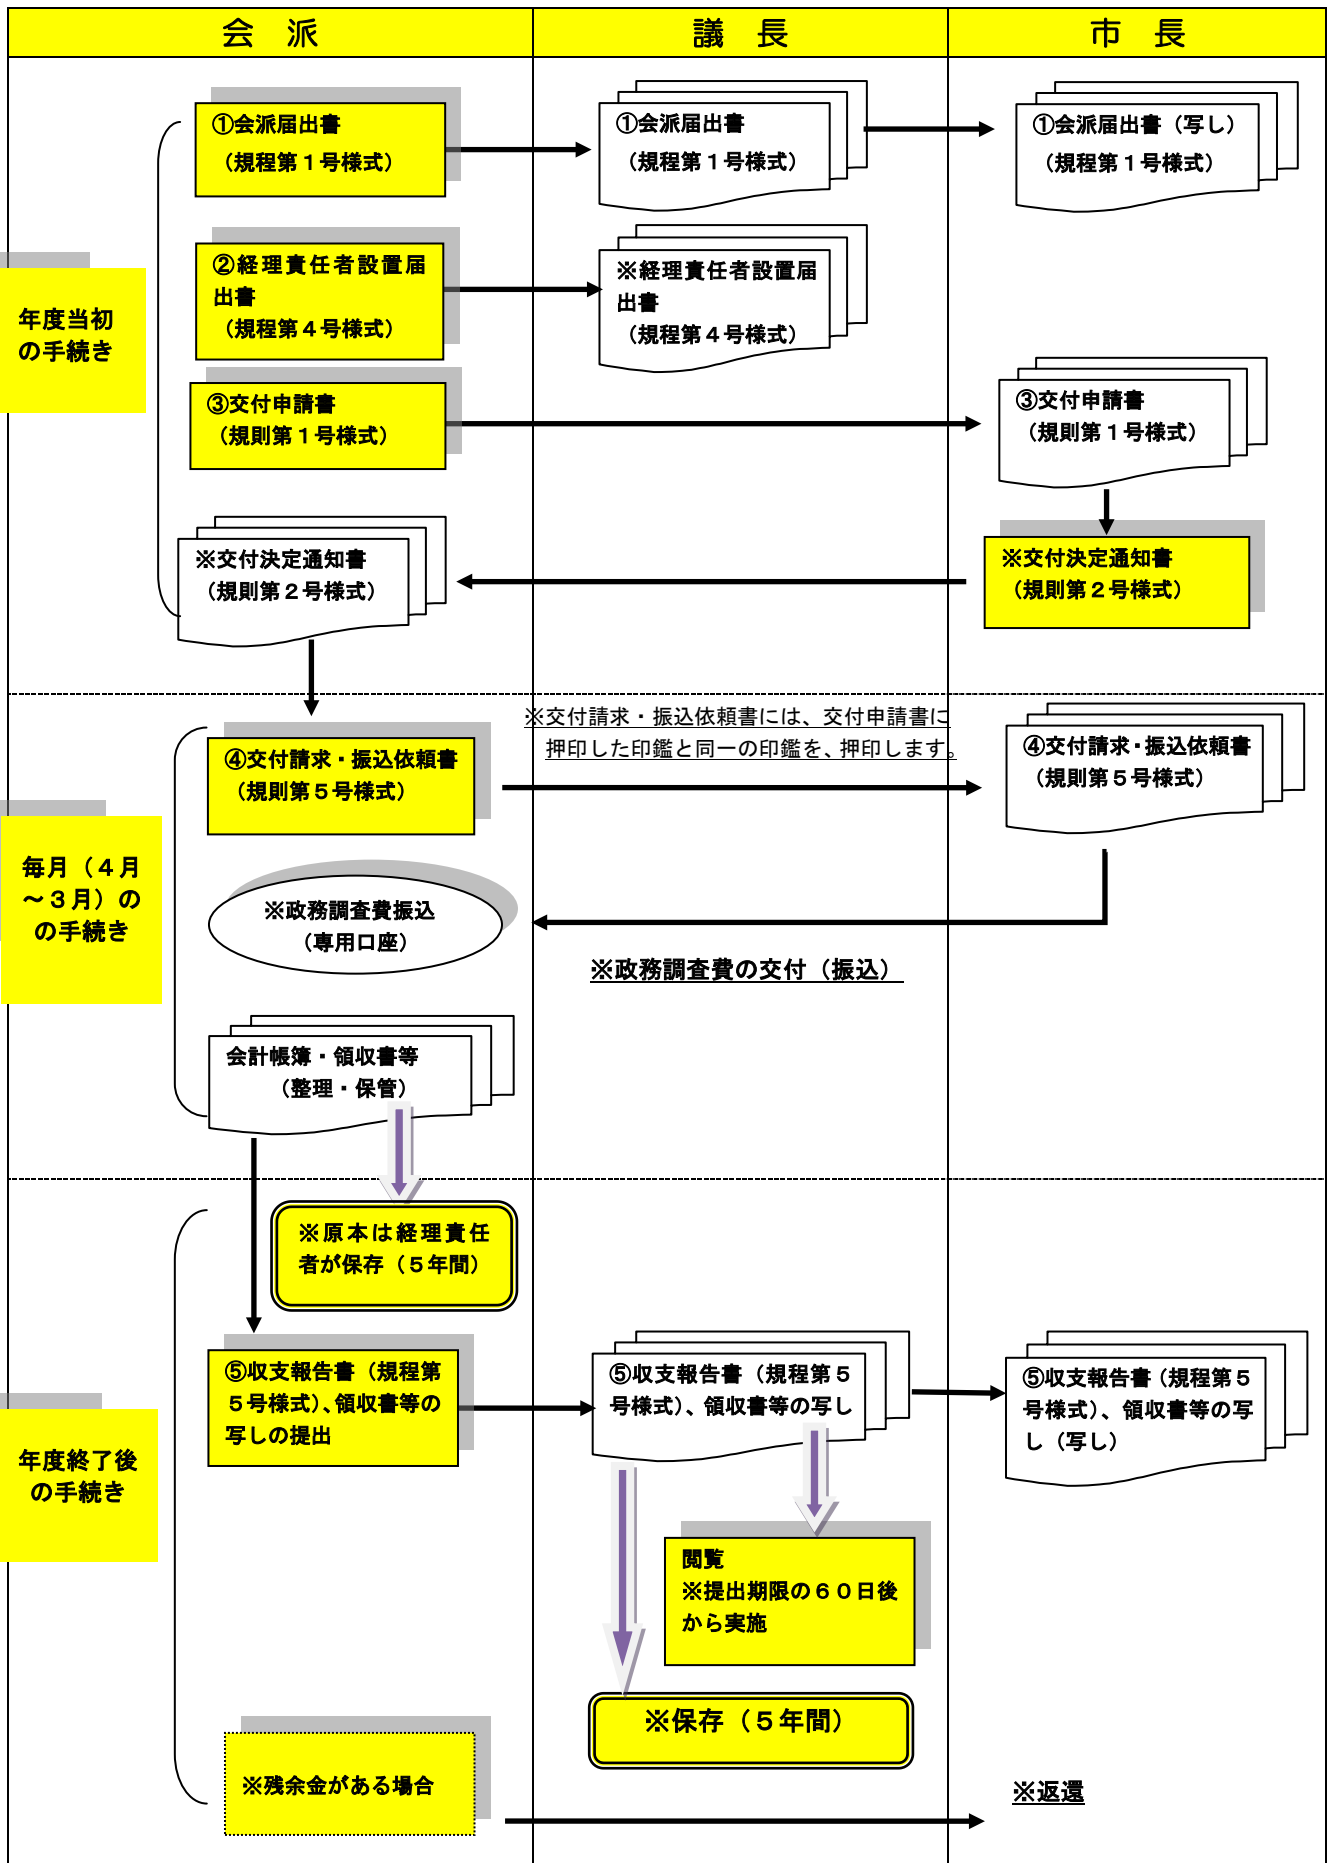 会　派
議　長
市　長
年度当初
の手続き
①会派届出書
（規程第１号様式）
①会派届出書
（規程第１号様式）
①会派届出書（写し）
（規程第１号様式）
②経理責任者設置届
出書
（規程第４号様式）
※経理責任者設置届
出書
（規程第４号様式）
③交付申請書
（規則第１号様式）
③交付申請書
（規則第１号様式）
※交付決定通知書
（規則第２号様式）
※交付決定通知書
（規則第２号様式）
毎月（４月
～３月）の
の手続き
④交付請求・振込依頼書
（規則第５号様式）
※交付請求・振込依頼書には、交付申請書に
押印した印鑑と同一の印鑑を、押印します。
④交付請求・振込依頼書
（規則第５号様式）
※政務調査費振込
（専用口座）
※政務調査費の交付（振込）
会計帳簿・領収書等
（整理・保管）
※原本は経理責任
者が保存（５年間）
年度終了後
の手続き
⑤収支報告書（規程第
５号様式）、領収書等の
写しの提出
⑤収支報告書（規程第５
号様式）、領収書等の写し
⑤収支報告書（規程第５
号様式）、領収書等の写
し（写し）
閲覧
※提出期限の６０日後
から実施
※保存（５年間）
※残余金がある場合
※返還